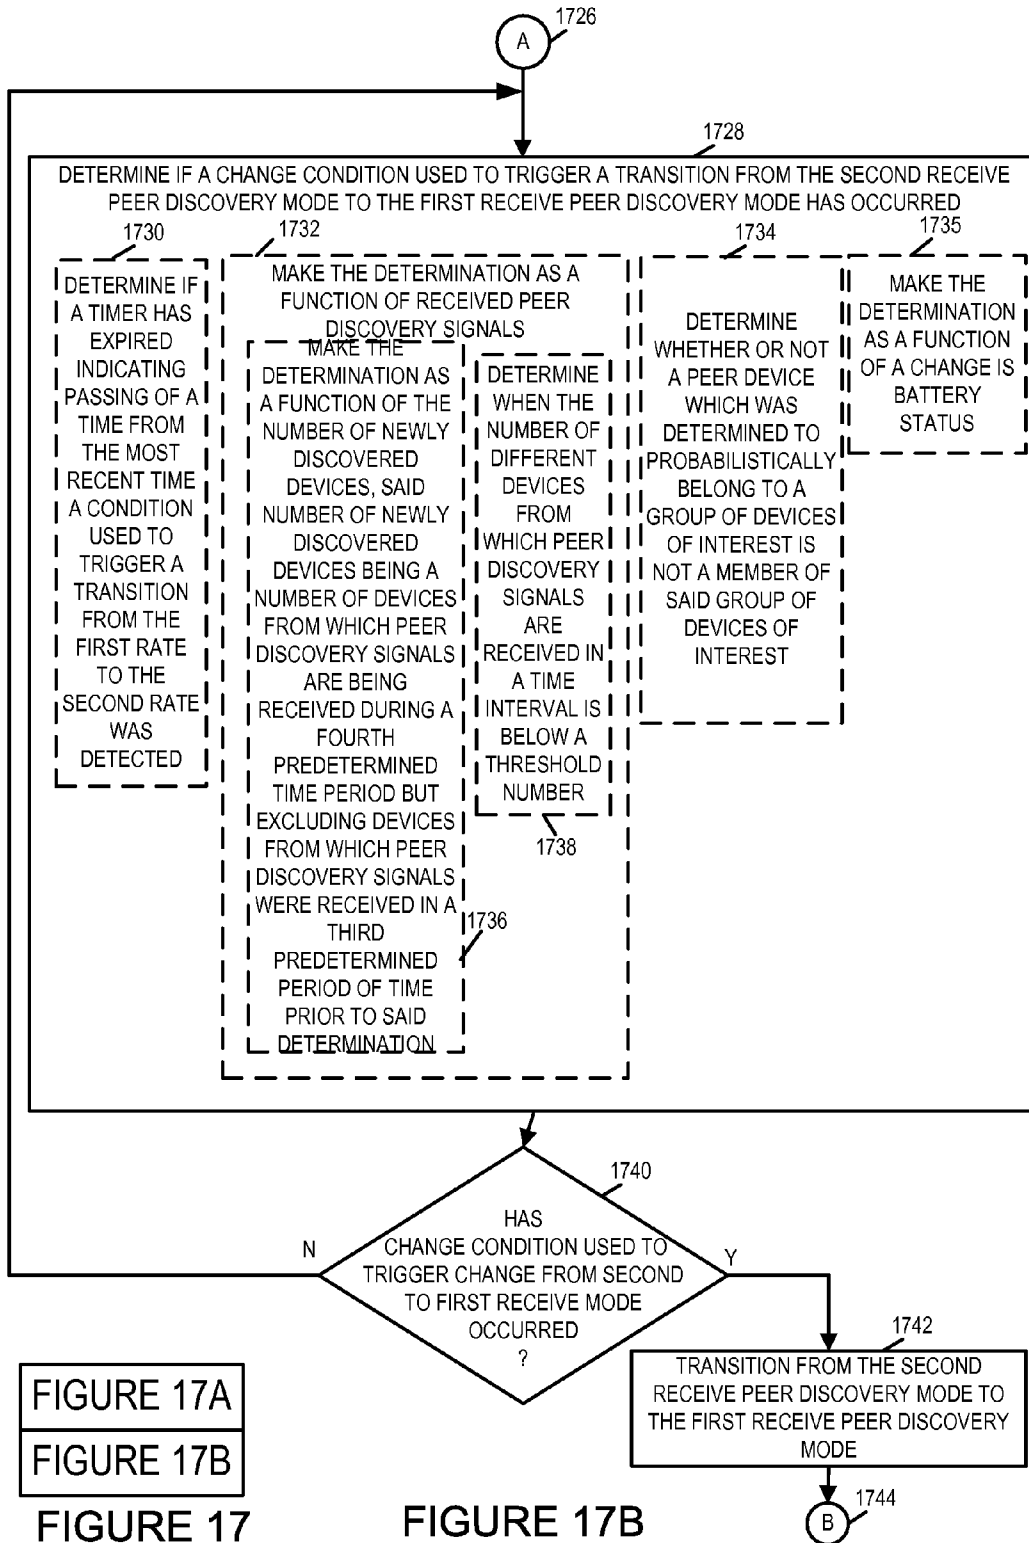 A
1726
1728
DETERMINE IF A CHANGE CONDITION USED TO TRIGGER A TRANSITION FROM THE SECOND RECEIVE
PEER DISCOVERY MODE TO THE FIRST RECEIVE PEER DISCOVERY MODE HAS OCCURRED
1730
DETERMINE IF
A TIMER HAS
EXPIRED
INDICATING
PASSING OF A
TIME FROM
THE MOST
RECENT TIME
A CONDITION
USED TO
TRIGGER A
TRANSITION
FROM THE
FIRST RATE
TO THE
SECOND RATE
WAS
DETECTED
1732
MAKE THE DETERMINATION AS A
FUNCTION OF RECEIVED PEER
DISCOVERY SIGNALS
MAKE THE
DETERMINATION AS
A FUNCTION OF THE
NUMBER OF NEWLY
DISCOVERED
DEVICES, SAID
NUMBER OF NEWLY
DISCOVERED
DEVICES BEING A
NUMBER OF DEVICES
FROM WHICH PEER
DISCOVERY SIGNALS
ARE BEING
RECEIVED DURING A
FOURTH
PREDETERMINED
TIME PERIOD BUT
EXCLUDING DEVICES
FROM WHICH PEER
DISCOVERY SIGNALS
WERE RECEIVED IN A
THIRD
PREDETERMINED
PERIOD OF TIME
PRIOR TO SAID
DETERMINATION
1736
DETERMINE
WHEN THE
NUMBER OF
DIFFERENT
DEVICES
FROM
WHICH PEER
DISCOVERY
SIGNALS
ARE
RECEIVED IN
A TIME
INTERVAL IS
BELOW A
THRESHOLD
NUMBER
1738
1734
DETERMINE
WHETHER OR NOT
A PEER DEVICE
WHICH WAS
DETERMINED TO
PROBABILISTICALLY
BELONG TO A
GROUP OF DEVICES
OF INTEREST IS
NOT A MEMBER OF
SAID GROUP OF
DEVICES OF
INTEREST
1735
MAKE THE
DETERMINATION
AS A FUNCTION
OF A CHANGE IS
BATTERY
STATUS
1740
HAS
CHANGE CONDITION USED TO
TRIGGER CHANGE FROM SECOND
TO FIRST RECEIVE MODE
OCCURRED
?
N
Y
1742
TRANSITION FROM THE SECOND
RECEIVE PEER DISCOVERY MODE TO
THE FIRST RECEIVE PEER DISCOVERY
MODE
B
1744
FIGURE 17A
FIGURE 17B
FIGURE 17
FIGURE 17B